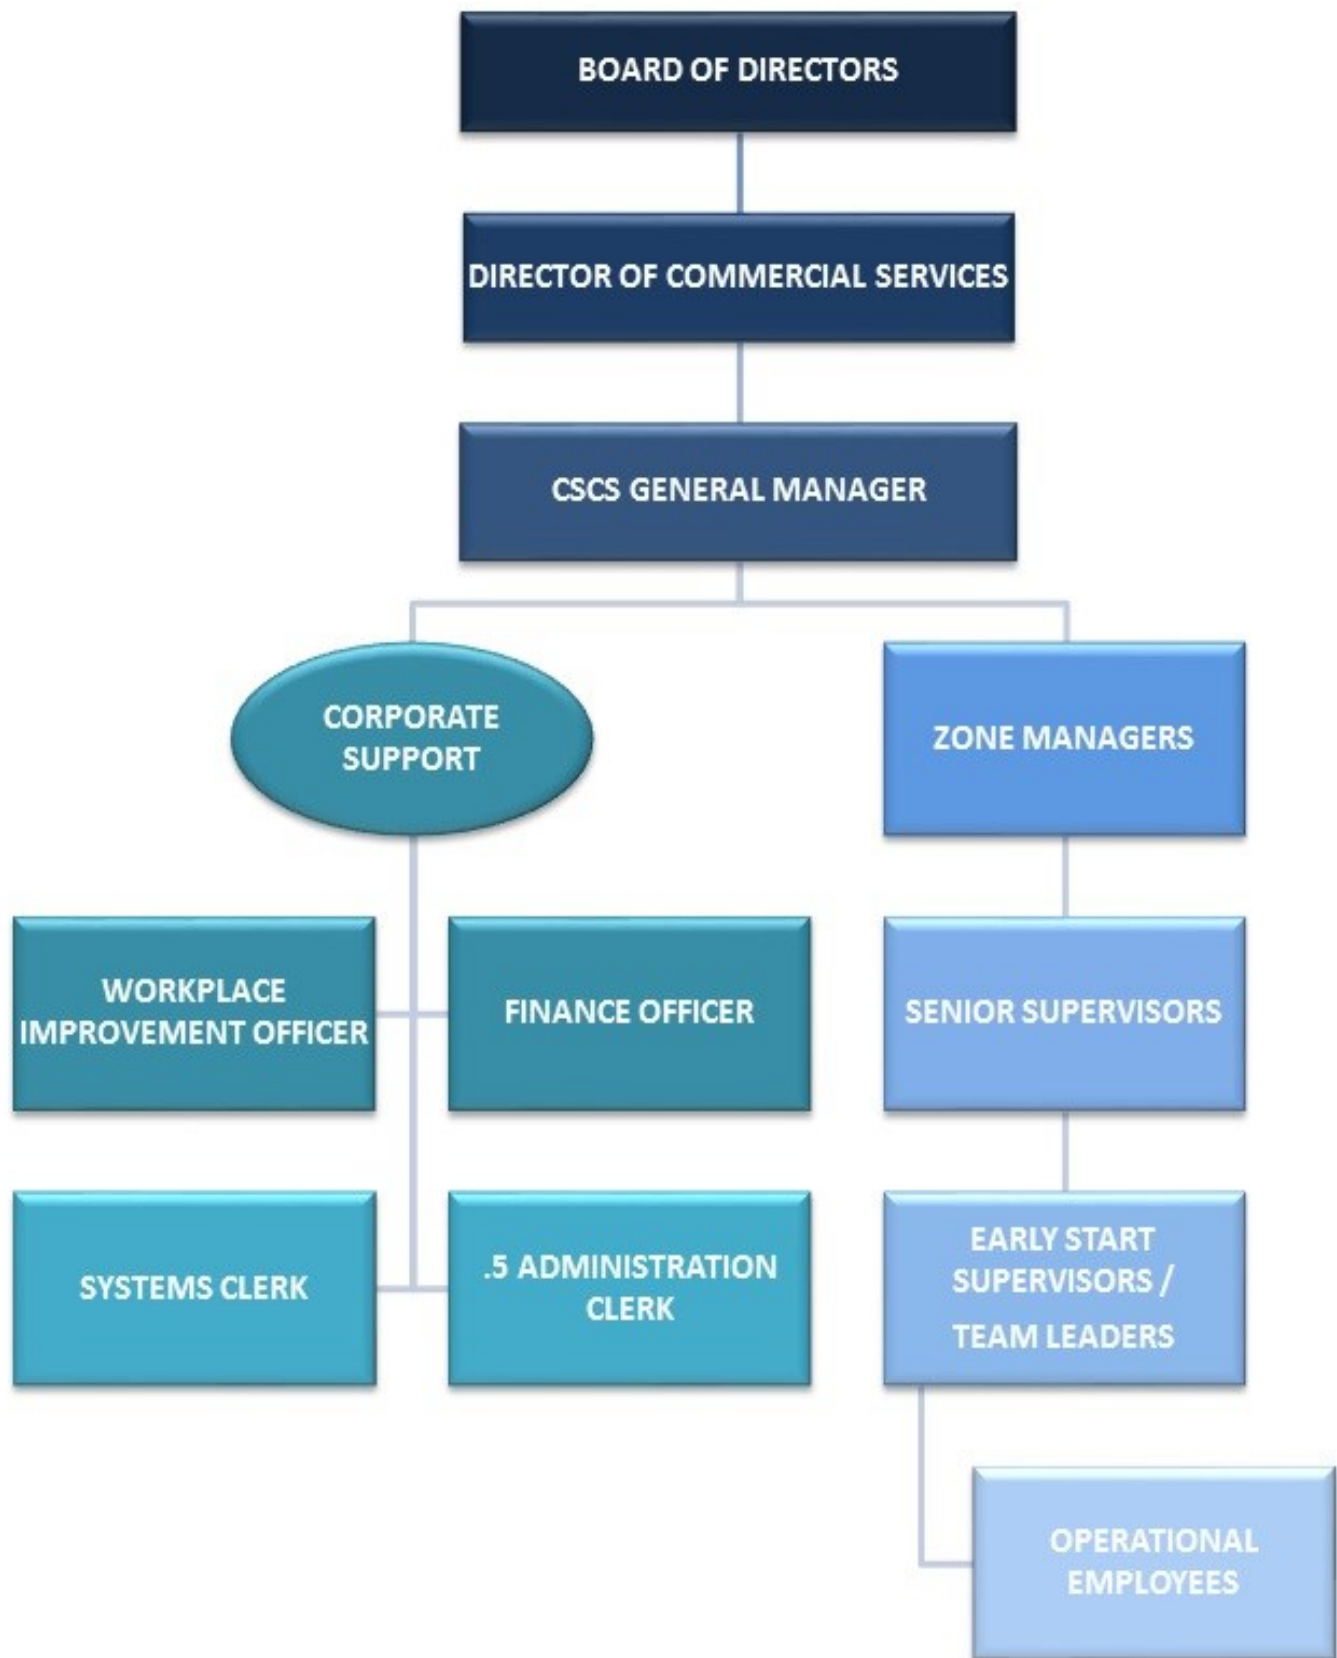 BOARD OF DIRECTORS
DIRECTOR OF COMMERCIAL SERVICES
CSCS GENERAL MANAGER
CORPORATE
SUPPORT
ZONE MANAGERS
WORKPLACE
IMPROVEMENT OFFICER
FINANCE OFFICER
SENIOR SUPERVISORS
SYSTEMS CLERK
.5 ADMINISTRATION
CLERK
EARLY START
SUPERVISORS /
TEAM LEADERS
OPERATIONAL
EMPLOYEES